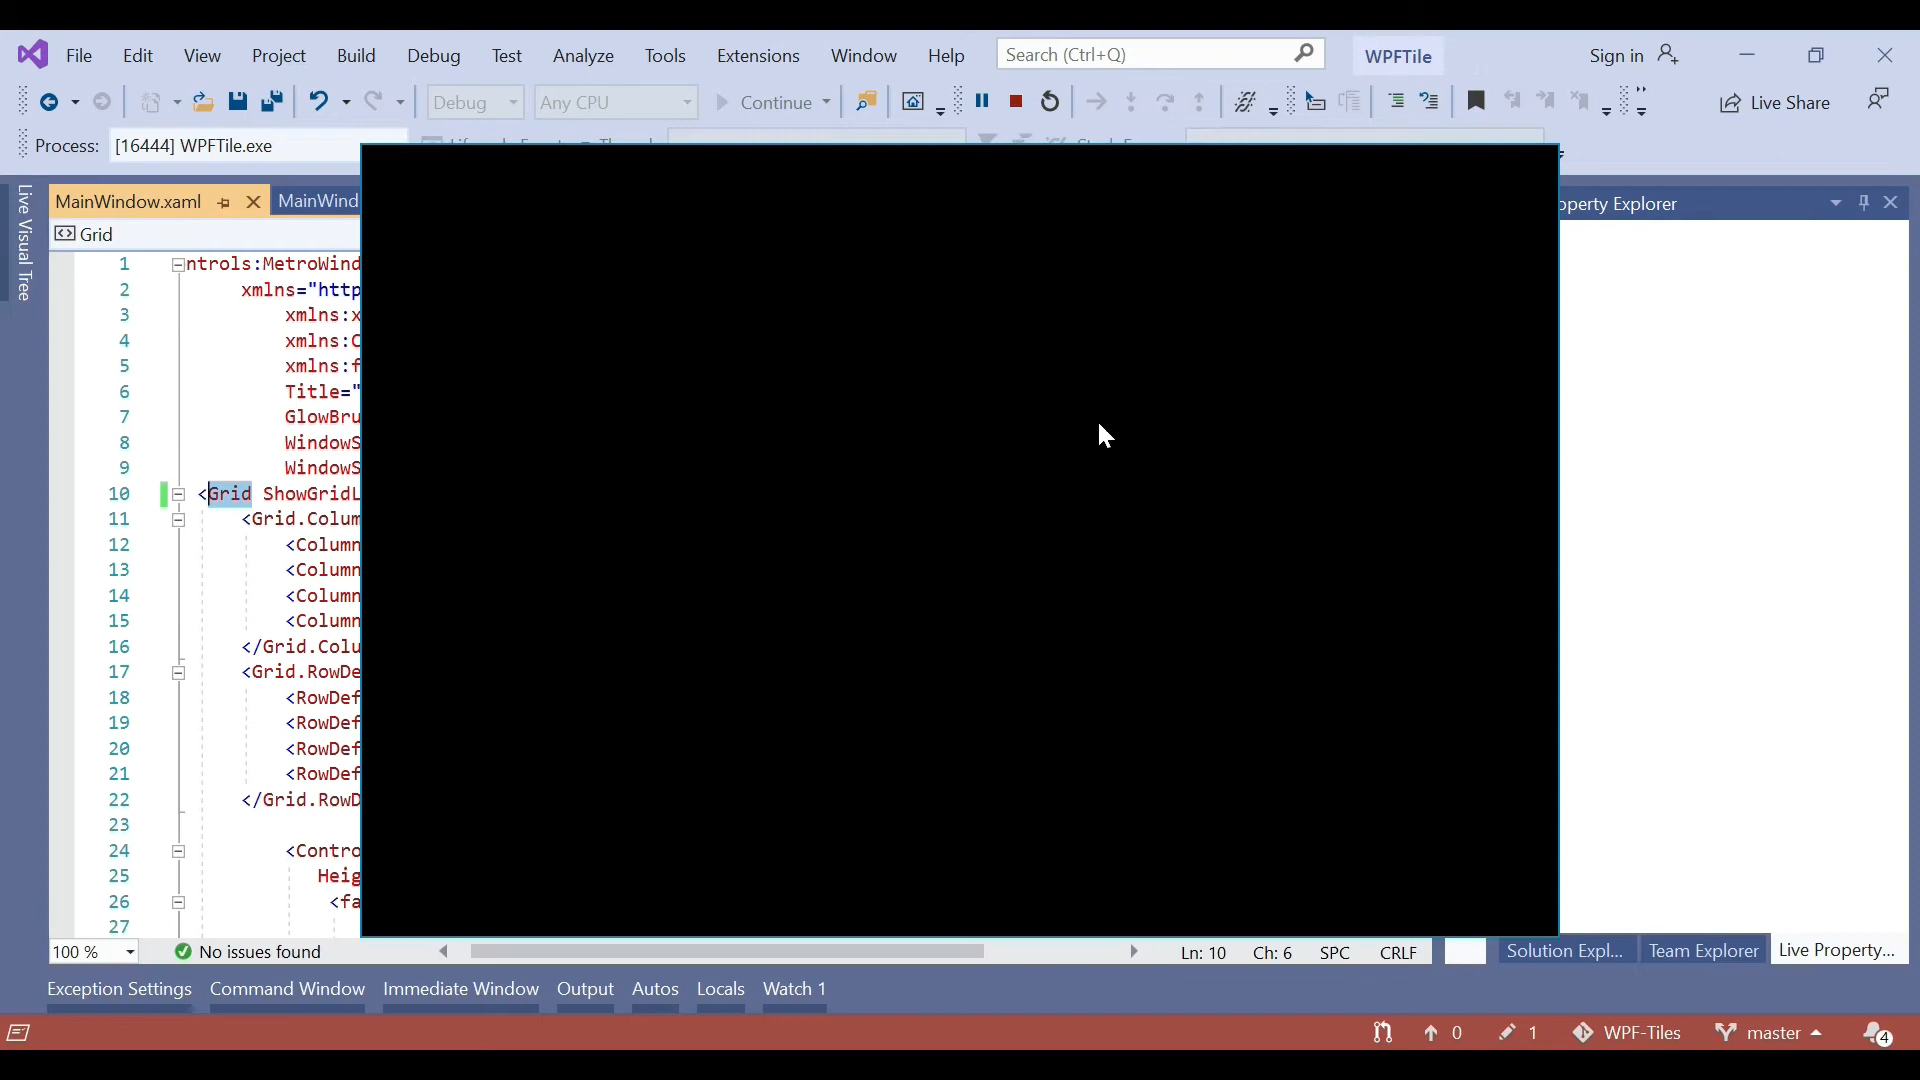 File Edit View Project Build Debug Test Analyze Tools Extensions Window Help Search (Ctrl+Q) WPFTile Sign in
Debug Any CPU Continue Live Share
Process: [16444] WPFTile.exe
Live Visual Tree
MainWindow.xaml MainWind
operty Explorer
Grid
1 ntrols:MetroWind
2 xmlns="http
3 xmlns:x
4 xmlns:C
5 xmlns:f
6 Title="
7 GlowBru
8 WindowS
9 WindowS
10 <Grid ShowGridL
11 <Grid.Colum
12 <Column
13 <Column
14 <Column
15 <Column
16 </Grid.Colu
17 <Grid.RowDe
18 <RowDef
19 <RowDef
20 <RowDef
21 <RowDef
22 </Grid.RowD
23
24 <Contro
25 Heig
26 <fa
27
100 % No issues found Ln: 10 Ch: 6 SPC CRLF Solution Expl... Team Explorer Live Property...
Exception Settings Command Window Immediate Window Output Autos Locals Watch 1
0 1 WPF-Tiles master 4